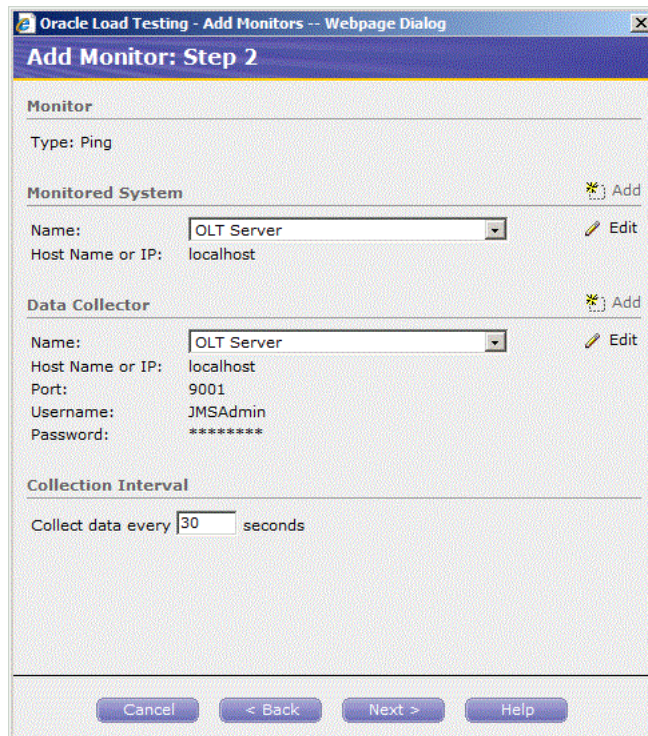 Oracle Load Testing - Add Monitors -- Webpage Dialog
Add Monitor: Step 2
Monitor
Type: Ping
Monitored System Add
Name: OLT Server Edit
Host Name or IP: localhost
Data Collector Add
Name: OLT Server Edit
Host Name or IP: localhost
Port: 9001
Username: JMSAdmin
Password: ********
Collection Interval
Collect data every 30 seconds
Cancel < Back Next > Help